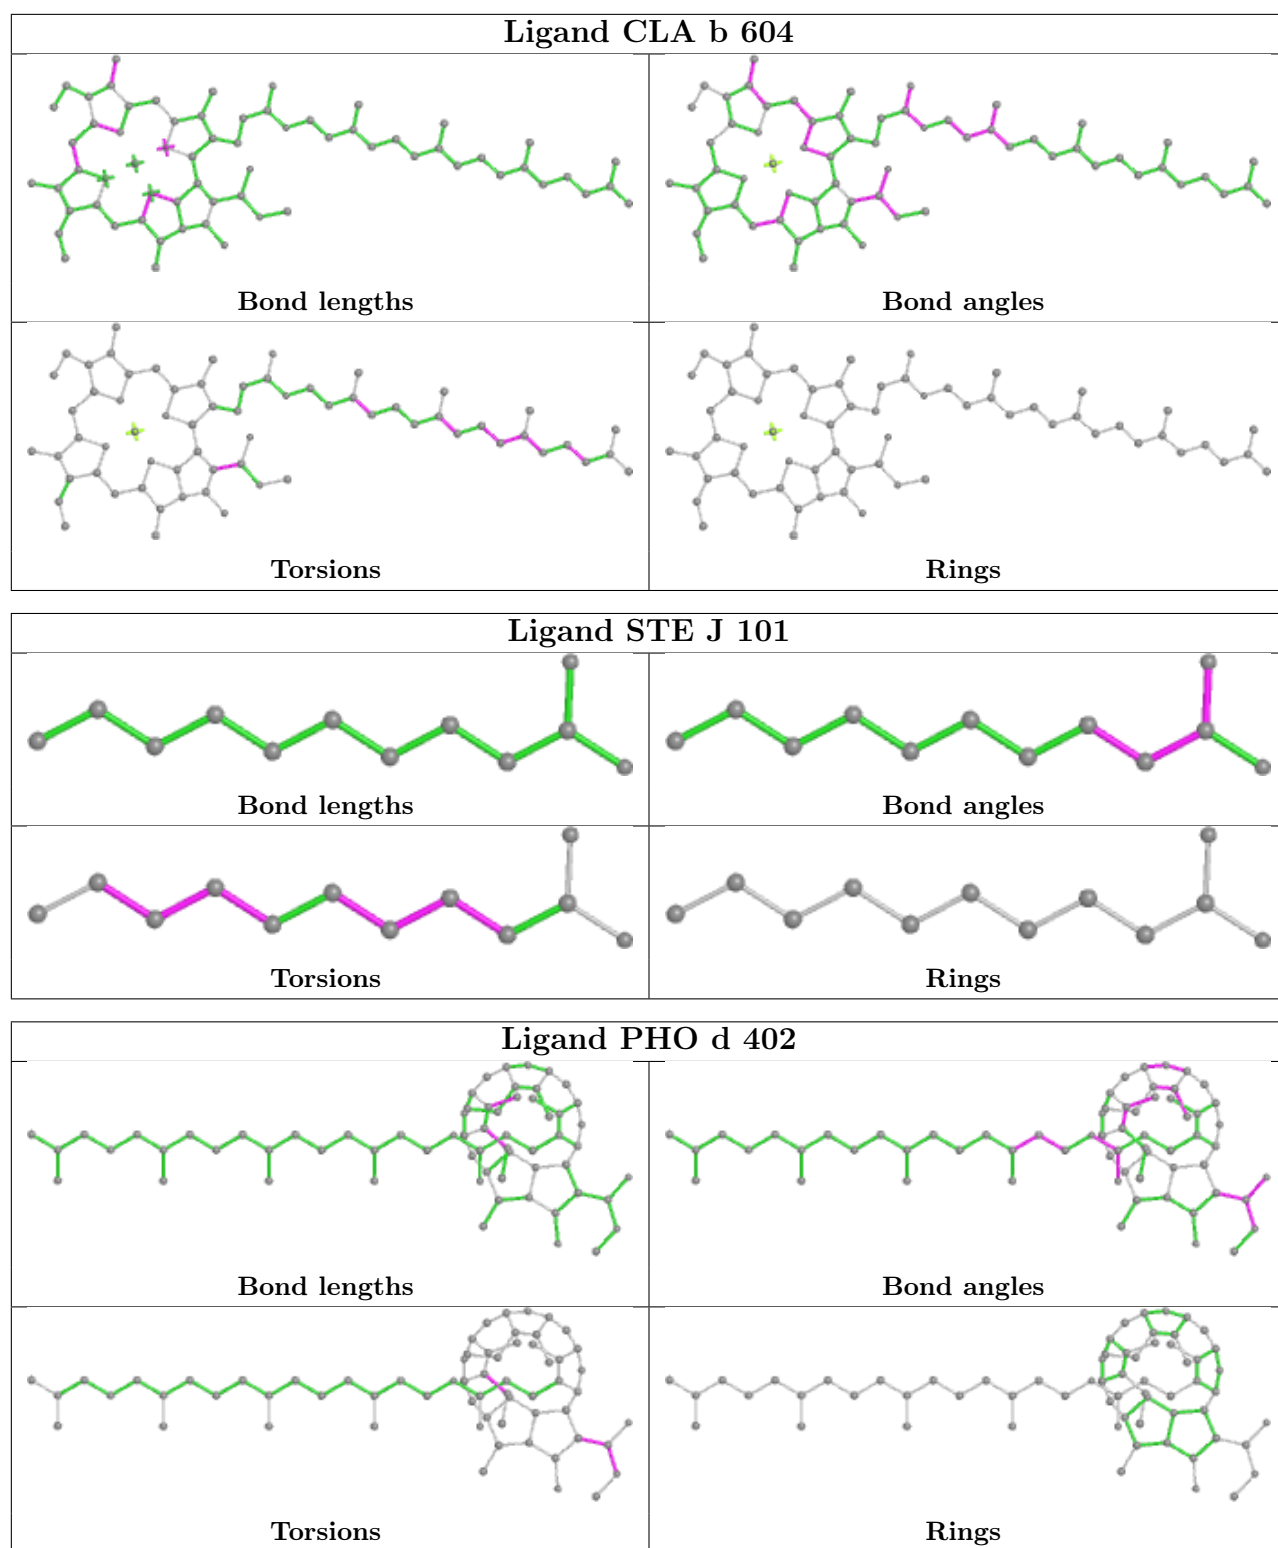 Ligand CLA b 604
Bond lengths
Bond angles
Torsions
Rings
Ligand STE J 101
Bond lengths
Bond angles
Torsions
Rings
Ligand PHO d 402
Bond lengths
Bond angles
Torsions
Rings